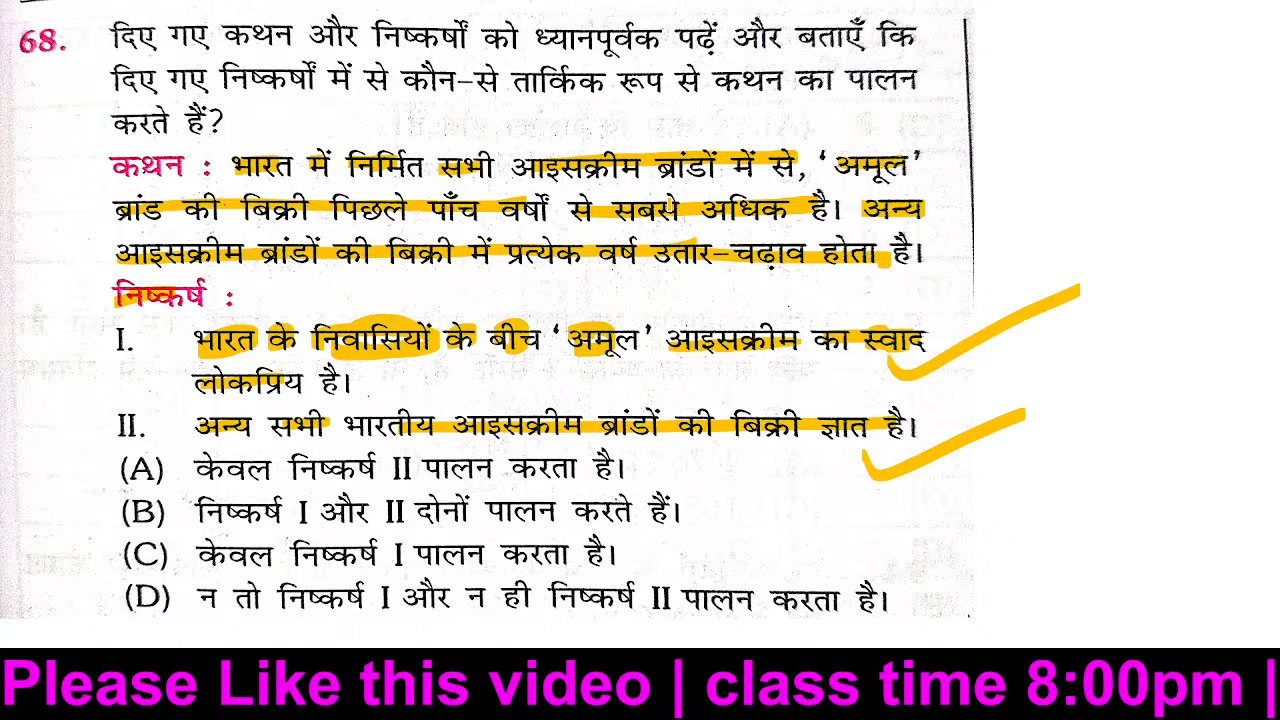 68. दिए गए कथन और निष्कर्षों को ध्यानपूर्वक पढ़ें और बताएँ कि
दिए गए निष्कर्षों में से कौन-से तार्किक रूप से कथन का पालन
करते हैं?
कथन : भारत में निर्मित सभी आइसक्रीम ब्रांडों में से, 'अमूल'
ब्रांड की बिक्री पिछले पाँच वर्षों से सबसे अधिक है। अन्य
आइसक्रीम ब्रांडों की बिक्री में प्रत्येक वर्ष उतार-चढ़ाव होता है।
निष्कर्ष :
I. भारत के निवासियों के बीच 'अमूल' आइसक्रीम का स्वाद
लोकप्रिय है।
II. अन्य सभी भारतीय आइसक्रीम ब्रांडों की बिक्री ज्ञात है।
(A) केवल निष्कर्ष II पालन करता है।
(B) निष्कर्ष I और II दोनों पालन करते हैं।
(C) केवल निष्कर्ष I पालन करता है।
(D) न तो निष्कर्ष I और न ही निष्कर्ष II पालन करता है।
Please Like this video | class time 8:00pm |